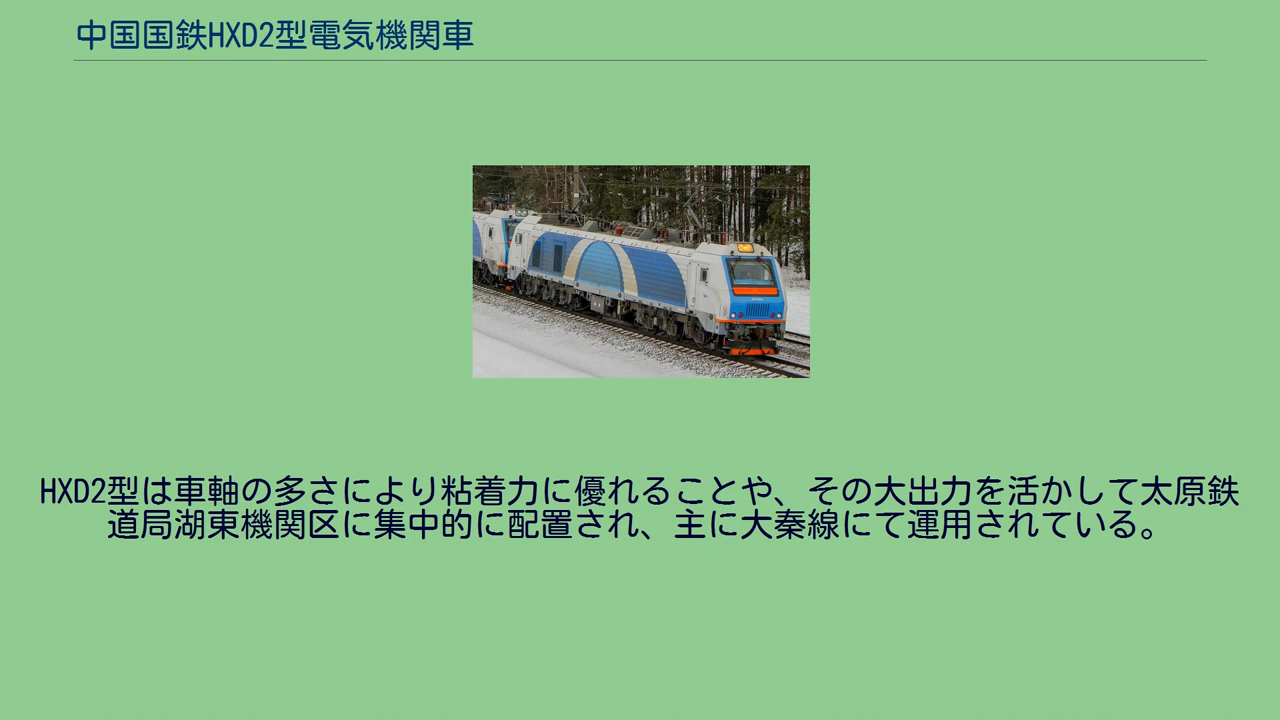 中国国鉄HXD2型電気機関車
HXD2型は車軸の多さにより粘着力に優れることや、その大出力を活かして太原鉄
道局湖東機関区に集中的に配置され、主に大秦線にて運用されている。